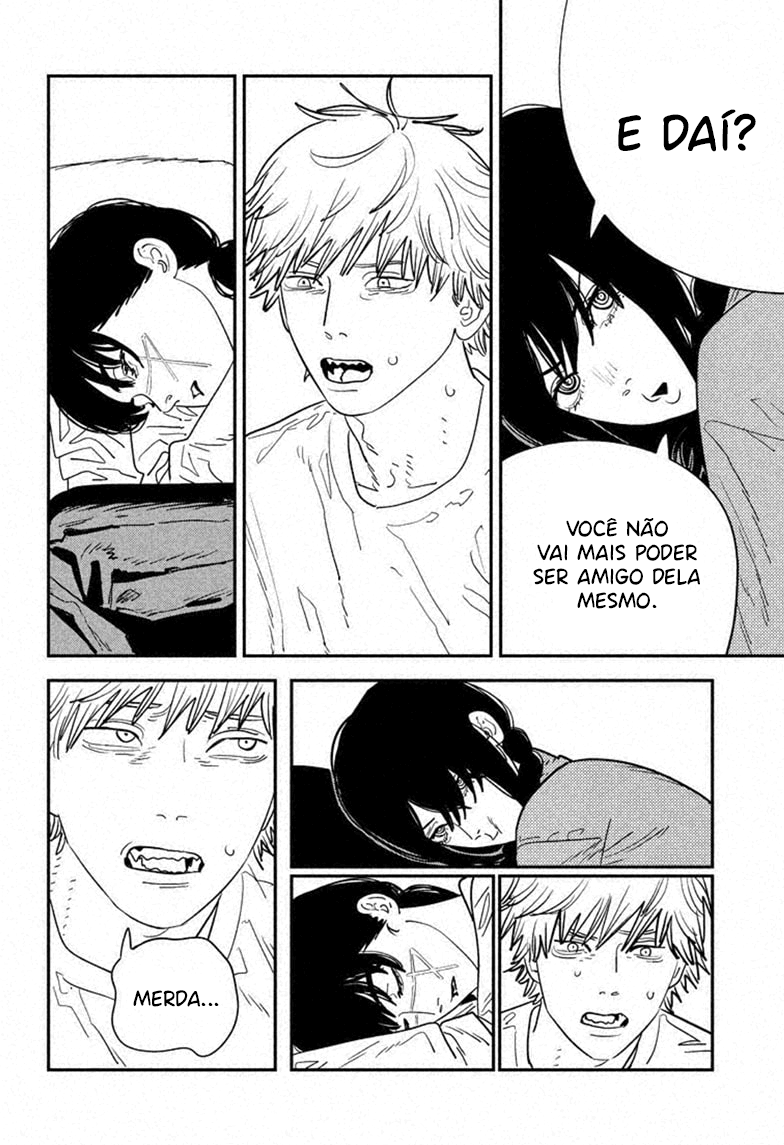 E DAÍ?
VOCÊ NÃO
VAI MAIS PODER
SER AMIGO DELA
MESMO.
MERDA...